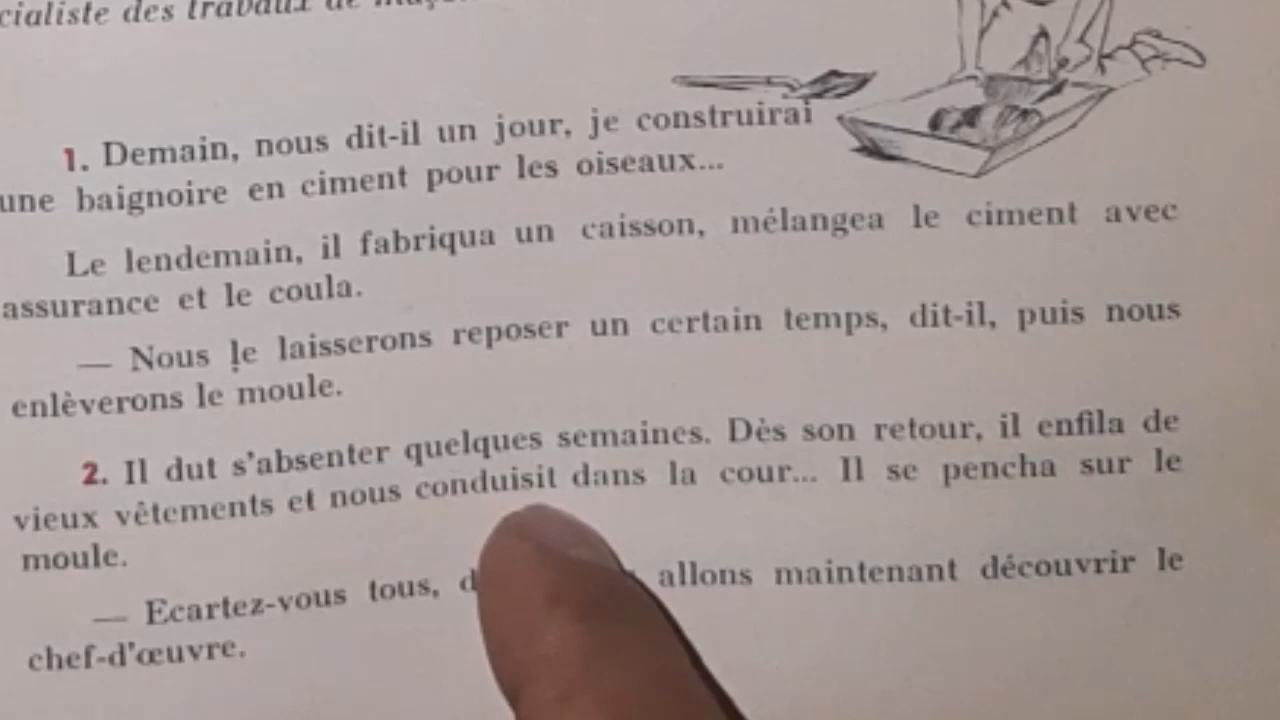 cialiste des travaux de
1. Demain, nous dit-il un jour, je construirai
une baignoire en ciment pour les oiseaux...
Le lendemain, il fabriqua un caisson, mélangea le ciment avec
assurance et le coula.
— Nous le laisserons reposer un certain temps, dit-il, puis nous
enlèverons le moule.
2. Il dut s'absenter quelques semaines. Dès son retour, il enfila de
vieux vêtements et nous conduisit dans la cour... Il se pencha sur le
moule.
— Ecartez-vous tous, allons maintenant découvrir le
chef-d'œuvre.